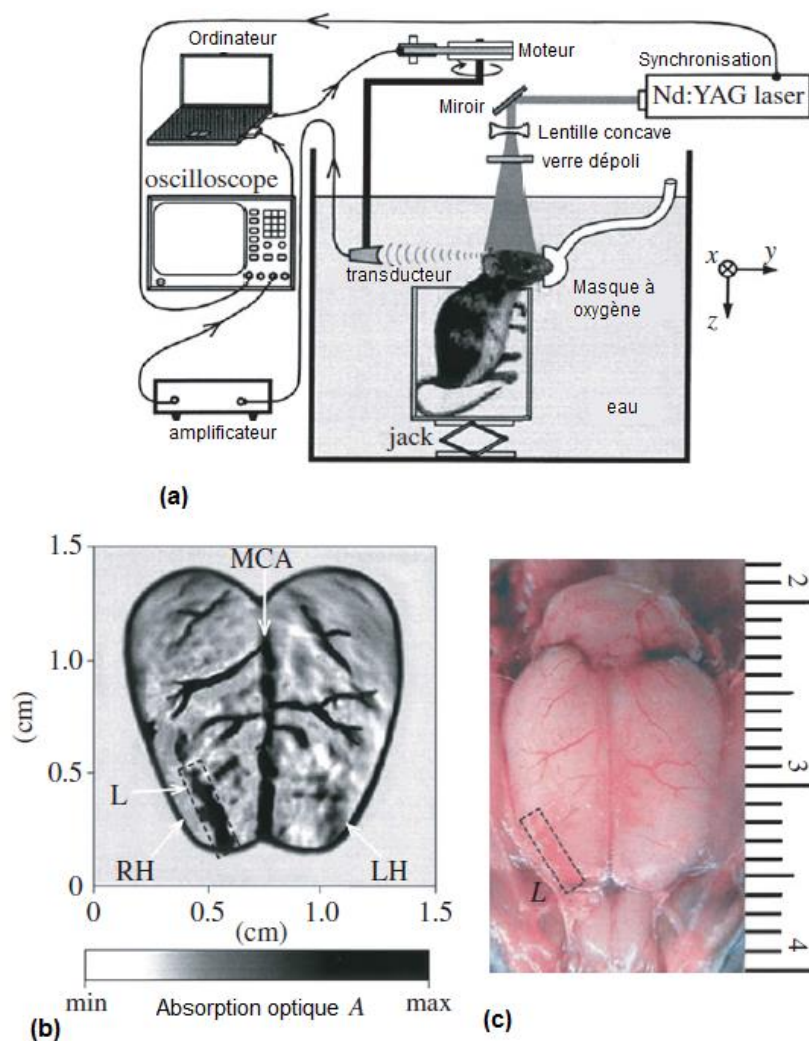 Ordinateur
Moteur
Synchronisation
Nd:YAG laser
Miroir
Lentille concave
verre dépoli
oscilloscope
transducteur
Masque à
oxygène
x
y
z
eau
amplificateur
jack
(a)
1.5
MCA
1.0
(cm)
0.5
L
RH
LH
0
0
0.5
1.0
1.5
(cm)
min
Absorption optique A
max
(b)
2
3
4
L
(c)